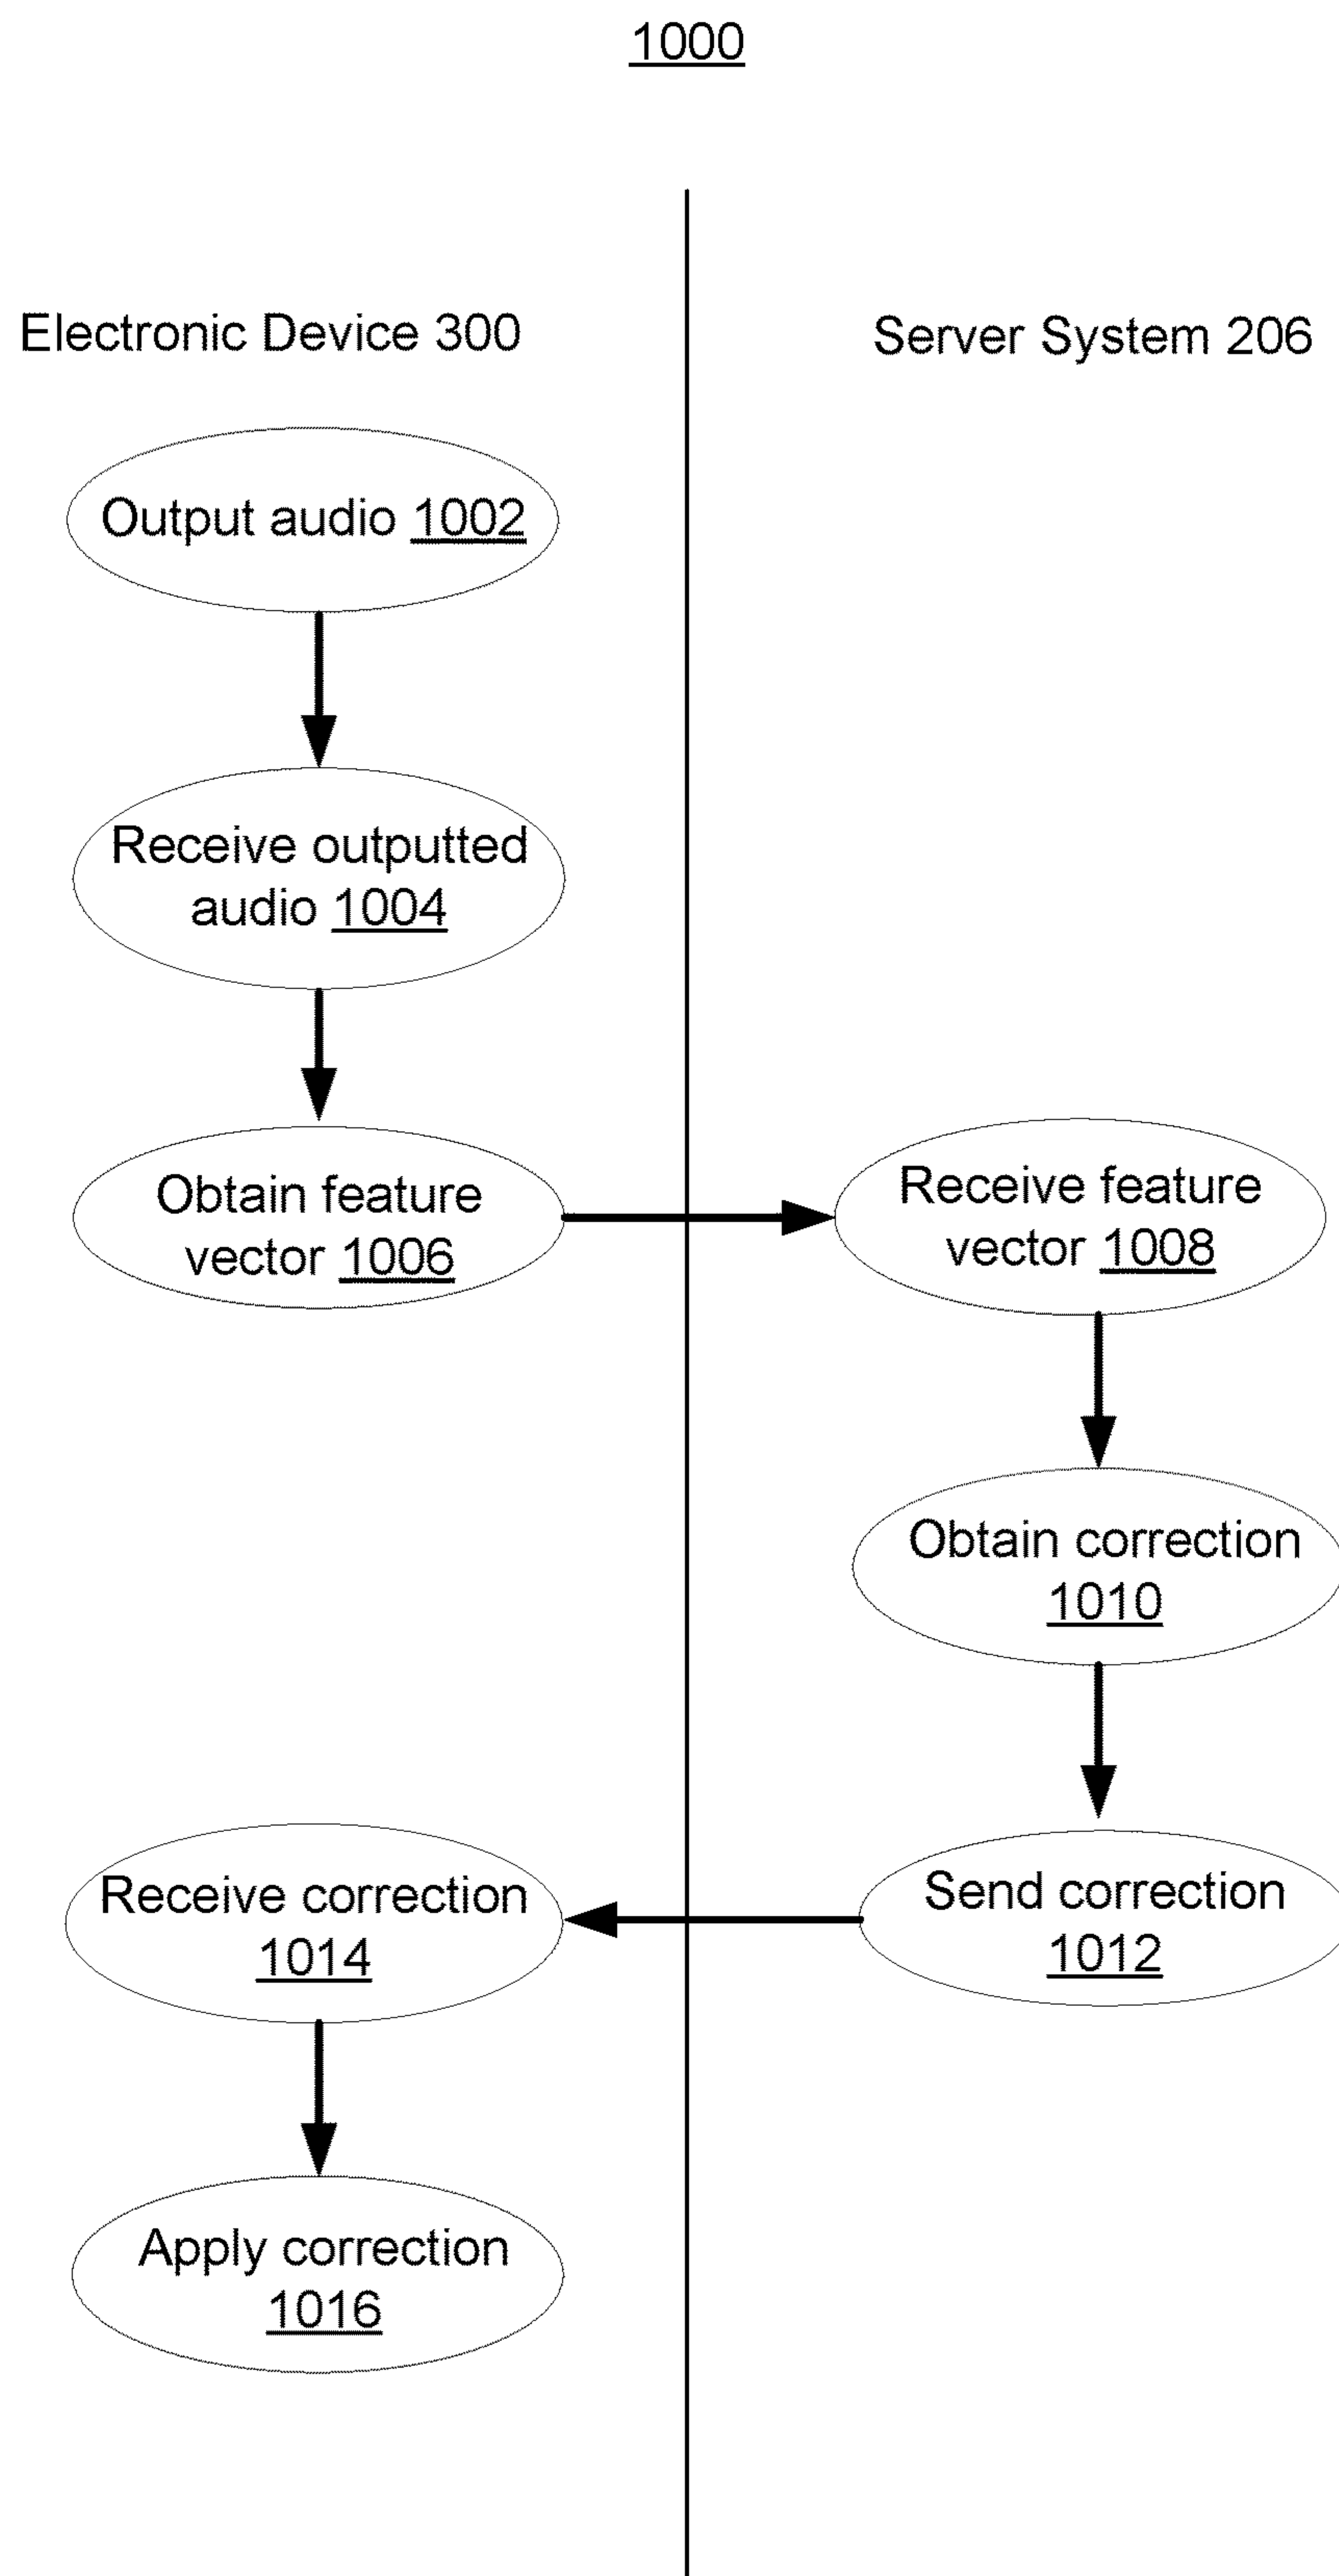 1000
Electronic Device 300
Server System 206
Output audio 1002
Receive outputted
audio 1004
Obtain feature
vector 1006
Receive feature
vector 1008
Obtain correction
1010
Send correction
1012
Receive correction
1014
Apply correction
1016